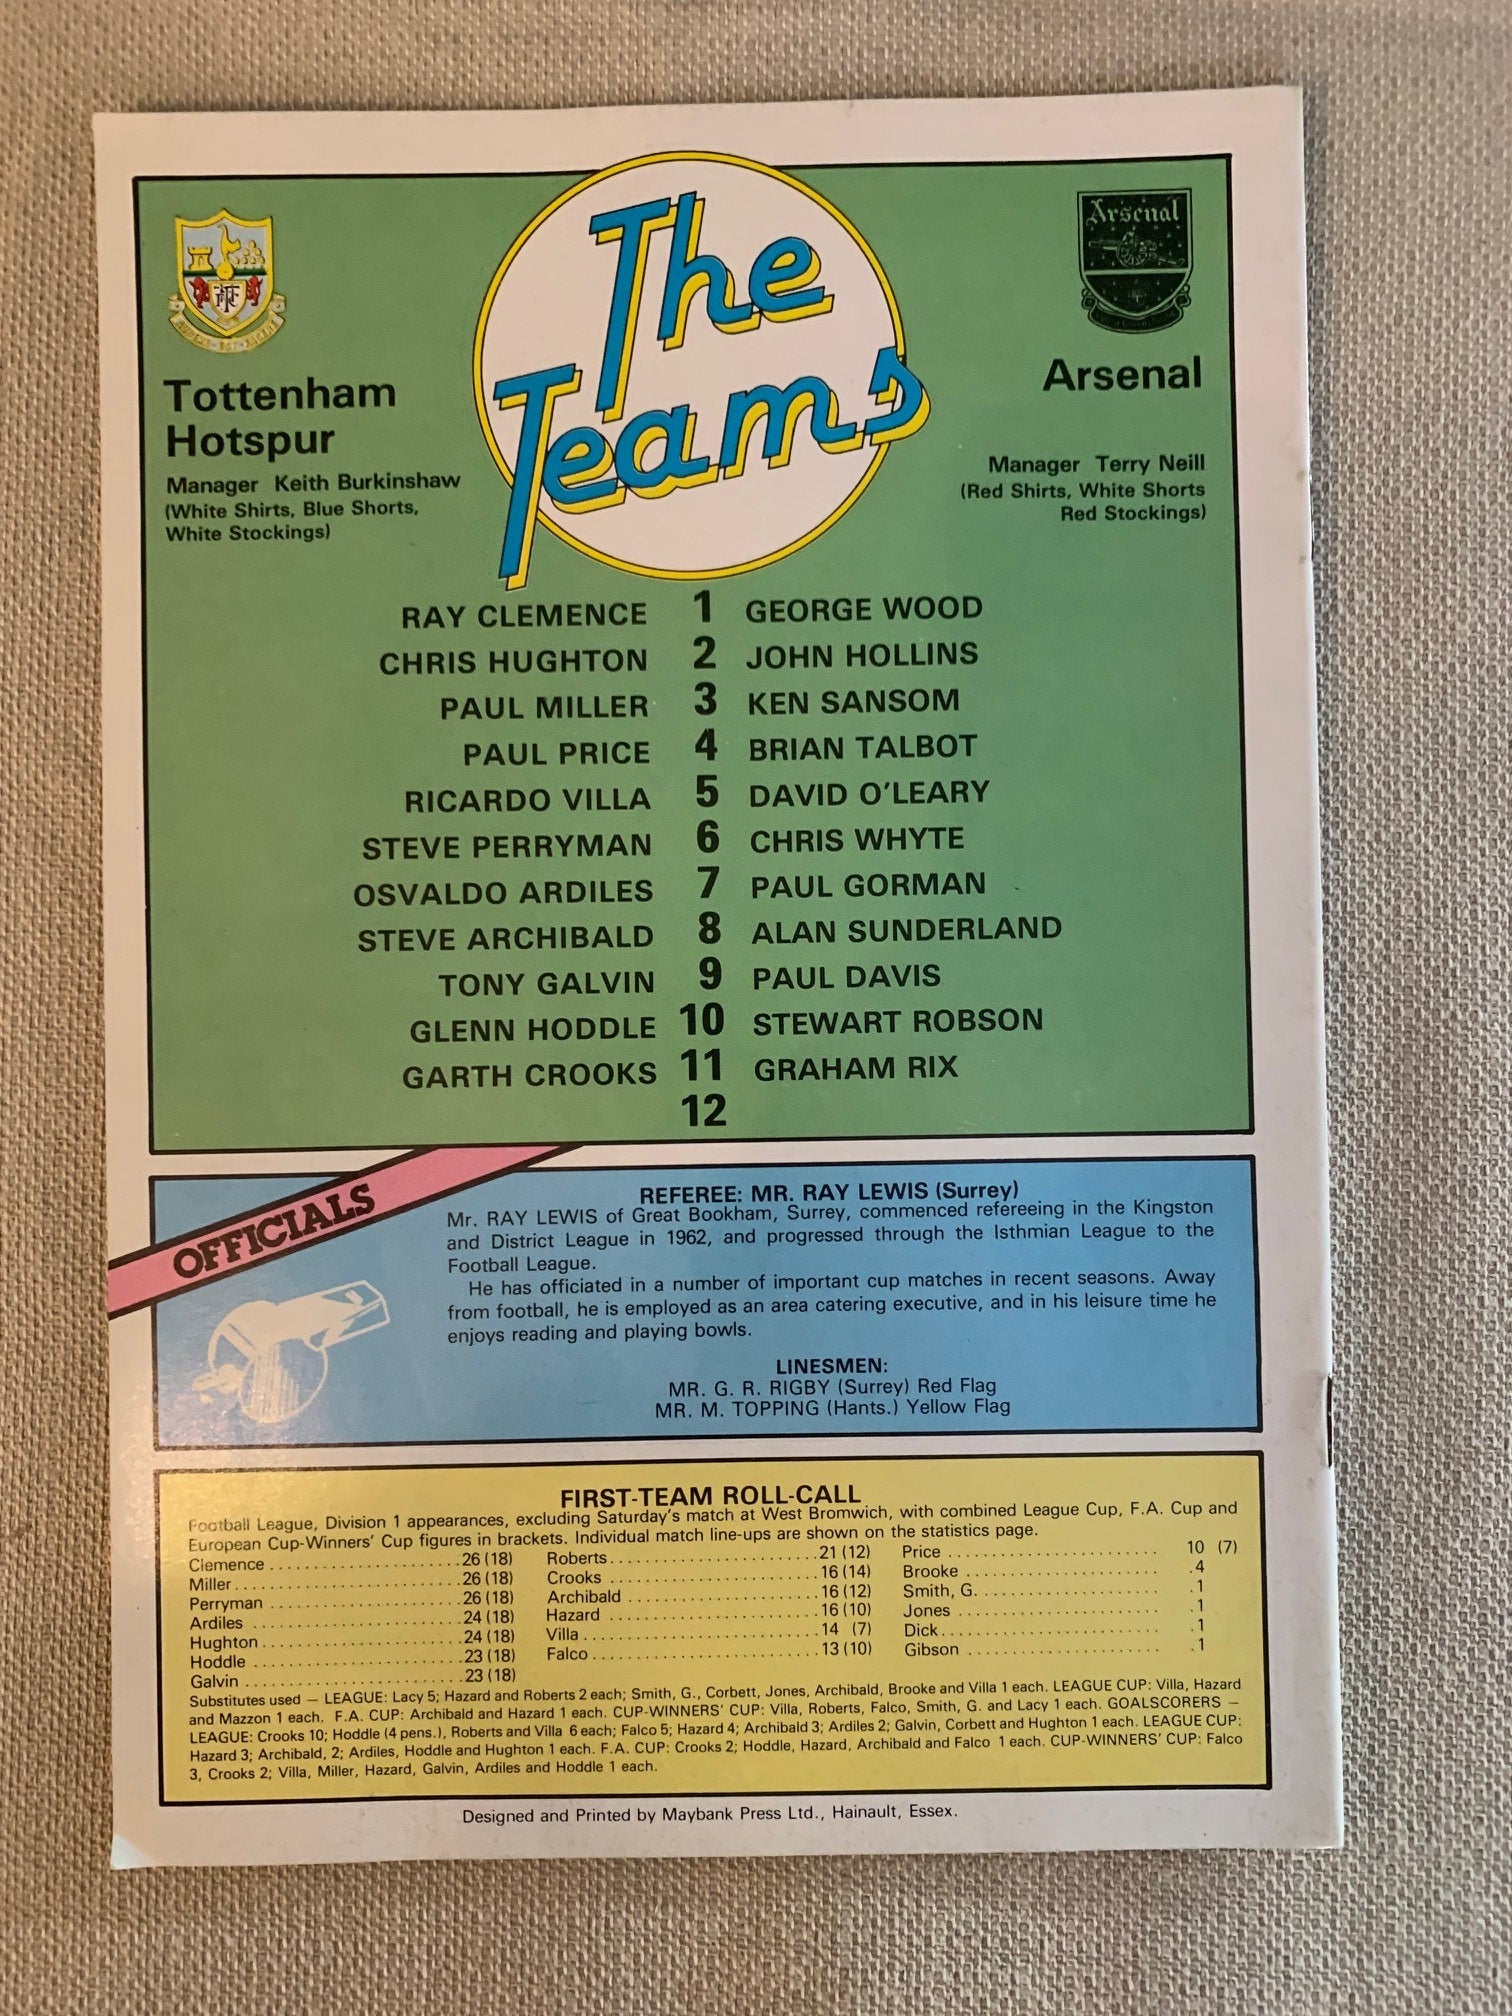 The
Teams
Arsenal
Tottenham
Hotspur
Manager Keith Burkinshaw
(White Shirts, Blue Shorts,
White Stockings)
Arsenal
Manager Terry Neill
(Red Shirts, White Shorts
Red Stockings)
RAY CLEMENCE 1 GEORGE WOOD
CHRIS HUGHTON 2 JOHN HOLLINS
PAUL MILLER 3 KEN SANSOM
PAUL PRICE 4 BRIAN TALBOT
RICARDO VILLA 5 DAVID O'LEARY
STEVE PERRYMAN 6 CHRIS WHYTE
OSVALDO ARDILES 7 PAUL GORMAN
STEVE ARCHIBALD 8 ALAN SUNDERLAND
TONY GALVIN 9 PAUL DAVIS
GLENN HODDLE 10 STEWART ROBSON
GARTH CROOKS 11 GRAHAM RIX
12
OFFICIALS
REFEREE: MR. RAY LEWIS (Surrey)
Mr. RAY LEWIS of Great Bookham, Surrey, commenced refereeing in the Kingston
and District League in 1962, and progressed through the Isthmian League to the
Football League.
He has officiated in a number of important cup matches in recent seasons. Away
from football, he is employed as an area catering executive, and in his leisure time he
enjoys reading and playing bowls.
LINESMEN:
MR. G. R. RIGBY (Surrey) Red Flag
MR. M. TOPPING (Hants.) Yellow Flag
FIRST-TEAM ROLL-CALL
Football League, Division 1 appearances, excluding Saturday's match at West Bromwich, with combined League Cup, F.A. Cup and
European Cup-Winners' Cup figures in brackets. Individual match line-ups are shown on the statistics page.
Clemence 26 (18)
Miller 26 (18)
Perryman 26 (18)
Ardiles 24 (18)
Hughton 24 (18)
Hoddle 23 (18)
Galvin 23 (18)
Roberts 21 (12)
Crooks 16 (14)
Archibald 16 (12)
Hazard 16 (10)
Villa 14 (7)
Falco 13 (10)
Price 10 (7)
Brooke 4
Smith, G. 1
Jones 1
Dick 1
Gibson 1
Substitutes used — LEAGUE: Lacy 5; Hazard and Roberts 2 each; Smith, G., Corbett, Jones, Archibald, Brooke and Villa 1 each. LEAGUE CUP: Villa, Hazard
and Mazzon 1 each. F.A. CUP: Archibald and Hazard 1 each. CUP-WINNERS' CUP: Villa, Roberts, Falco, Smith, G. and Lacy 1 each. GOALSCORERS —
LEAGUE: Crooks 10; Hoddle (4 pens.), Roberts and Villa 6 each; Falco 5; Hazard 4; Archibald 3; Ardiles 2; Galvin, Corbett and Hughton 1 each. LEAGUE CUP:
Hazard 3; Archibald, 2; Ardiles, Hoddle and Hughton 1 each. F.A. CUP: Crooks 2; Hoddle, Hazard, Archibald and Falco 1 each. CUP-WINNERS' CUP: Falco
3, Crooks 2; Villa, Miller, Hazard, Galvin, Ardiles and Hoddle 1 each.
Designed and Printed by Maybank Press Ltd., Hainault, Essex.